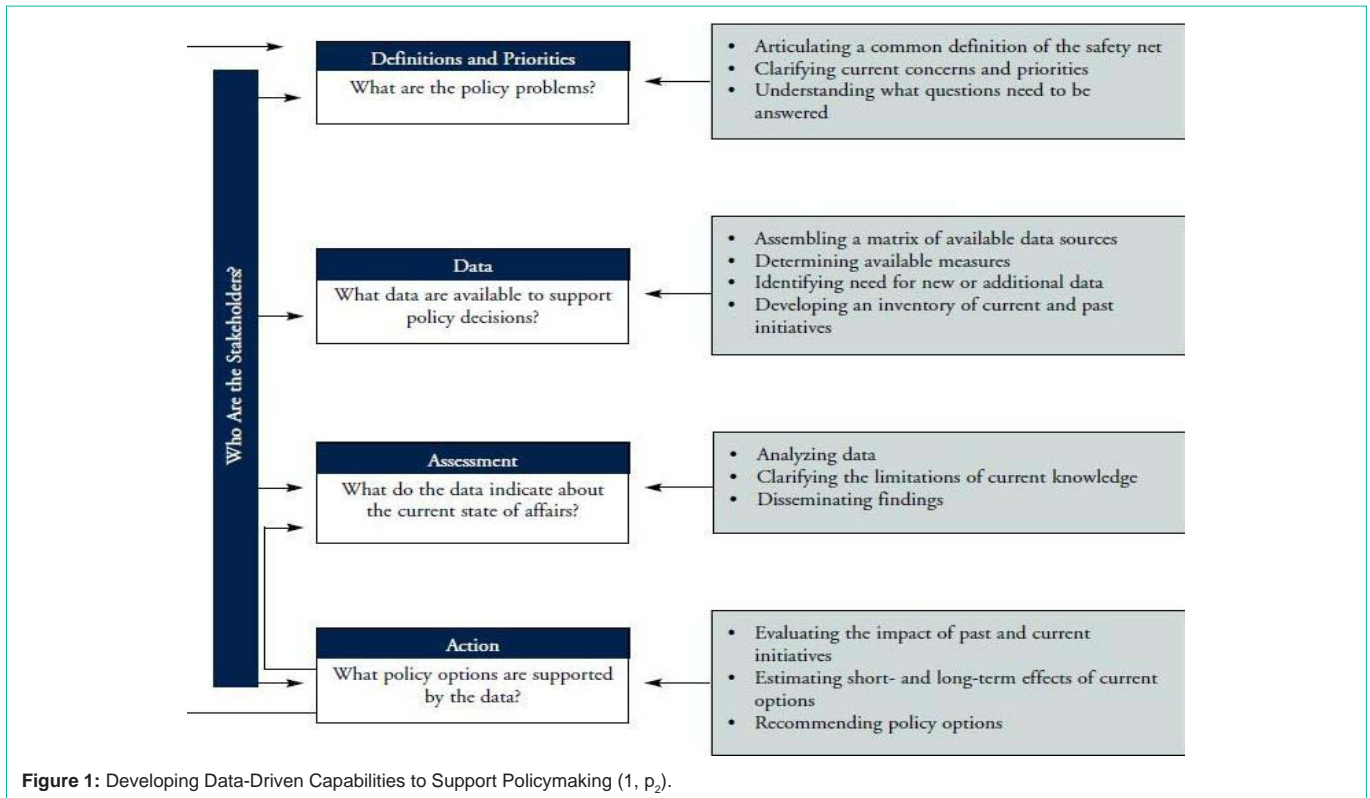 Who Are the Stakeholders?
Definitions and Priorities
What are the policy problems?
• Articulating a common definition of the safety net
• Clarifying current concerns and priorities
• Understanding what questions need to be
answered
Data
What data are available to support
policy decisions?
• Assembling a matrix of available data sources
• Determining available measures
• Identifying need for new or additional data
• Developing an inventory of current and past
initiatives
Assessment
What do the data indicate about
the current state of affairs?
• Analyzing data
• Clarifying the limitations of current knowledge
• Disseminating findings
Action
What policy options are supported
by the data?
• Evaluating the impact of past and current
initiatives
• Estimating short- and long-term effects of current
options
• Recommending policy options
Figure 1: Developing Data-Driven Capabilities to Support Policymaking (1, p₂).